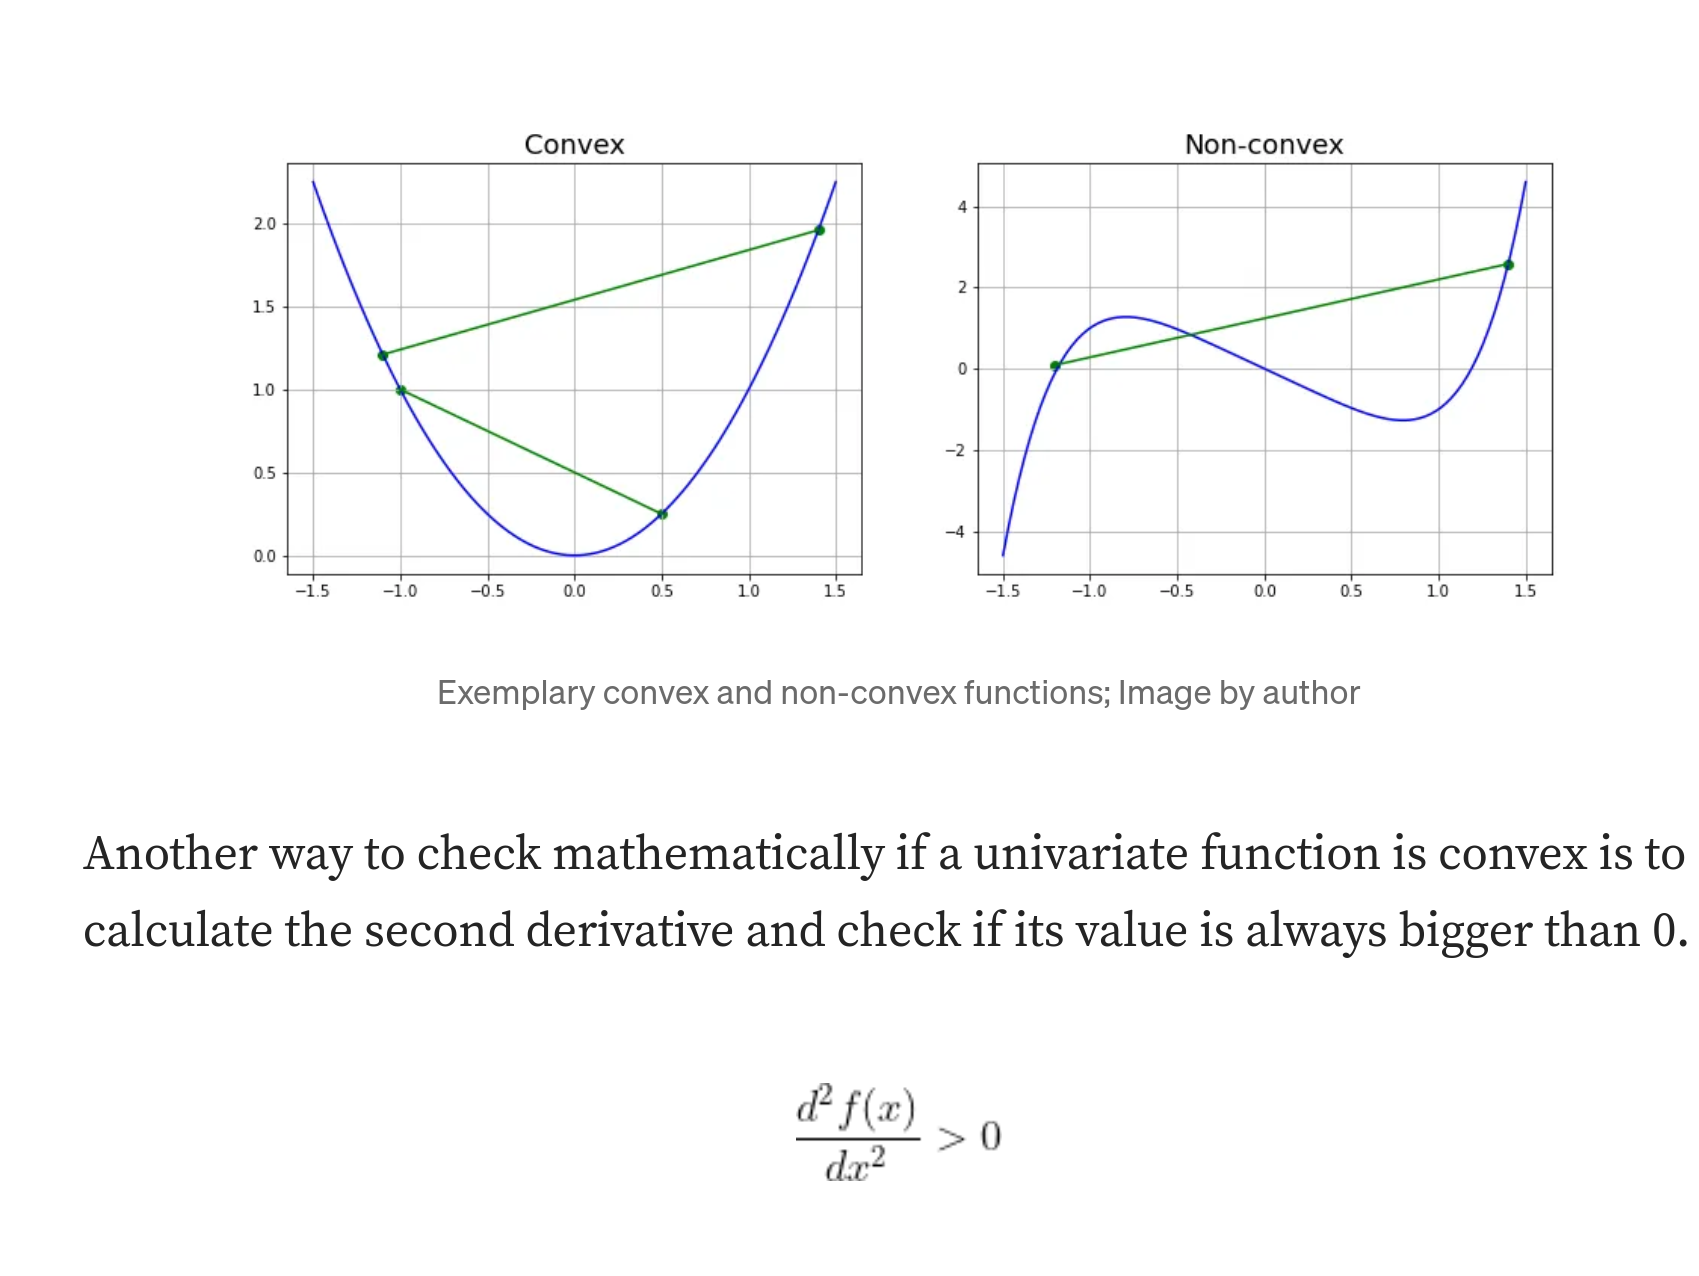 Convex
2.0
1.5
1.0
0.5
0.0
−1.5 −1.0 −0.5 0.0 0.5 1.0 1.5
Non-convex
4
2
0
−2
−4
−1.5 −1.0 −0.5 0.0 0.5 1.0 1.5
Exemplary convex and non-convex functions; Image by author
Another way to check mathematically if a univariate function is convex is to
calculate the second derivative and check if its value is always bigger than 0.
d² f(x)
dx² > 0